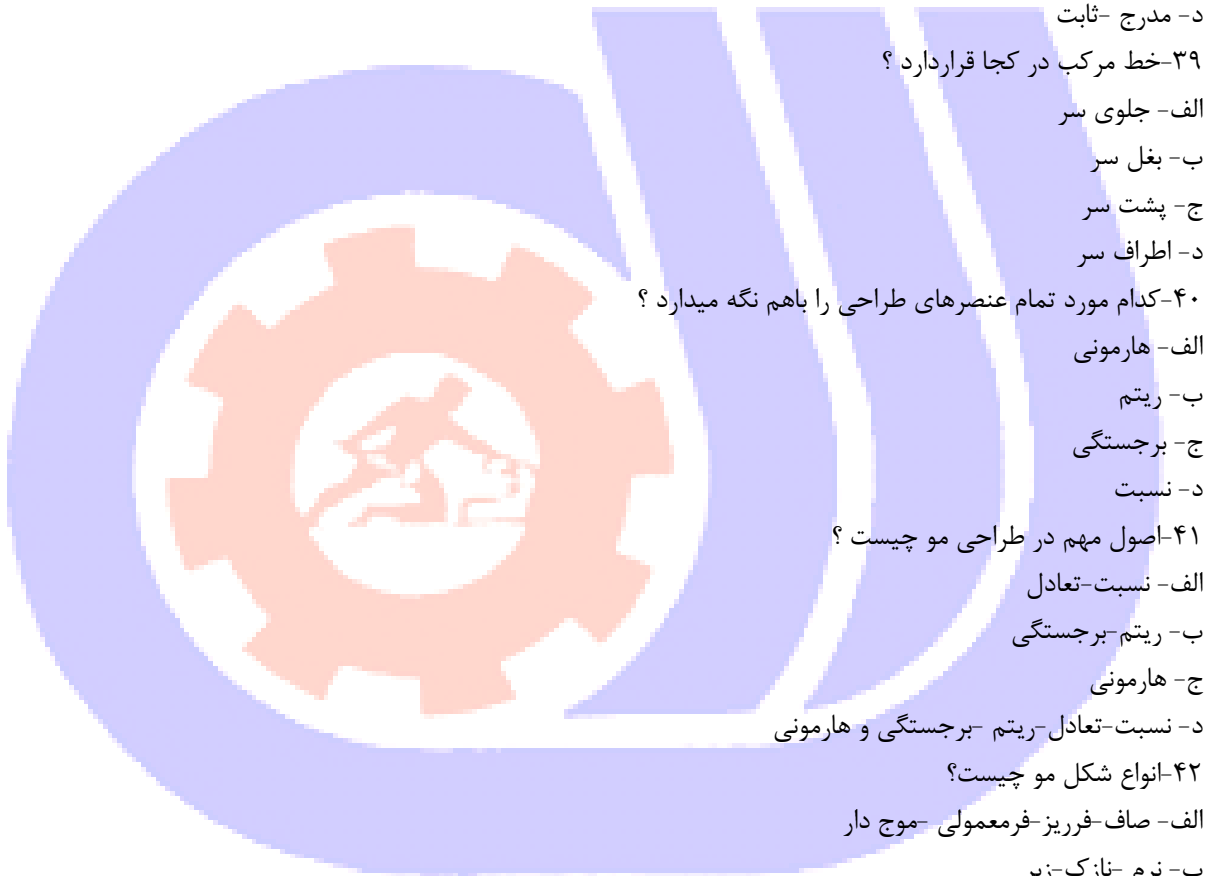 د- مدرج -ثابت
۳۹-خط مرکب در کجا قراردارد ؟
الف- جلوی سر
ب- بغل سر
ج- پشت سر
د- اطراف سر
۴۰-کدام مورد تمام عنصرهای طراحی را باهم نگه میدارد ؟
الف- هارمونی
ب- ریتم
ج- برجستگی
د- نسبت
۴۱-اصول مهم در طراحی مو چیست ؟
الف- نسبت-تعادل
ب- ریتم-برجستگی
ج- هارمونی
د- نسبت-تعادل-ریتم -برجستگی و هارمونی
۴۲-انواع شکل مو چیست؟
الف- صاف-فرریز-فرمعمولی -موج دار
ب- نرم -نازک-زبر